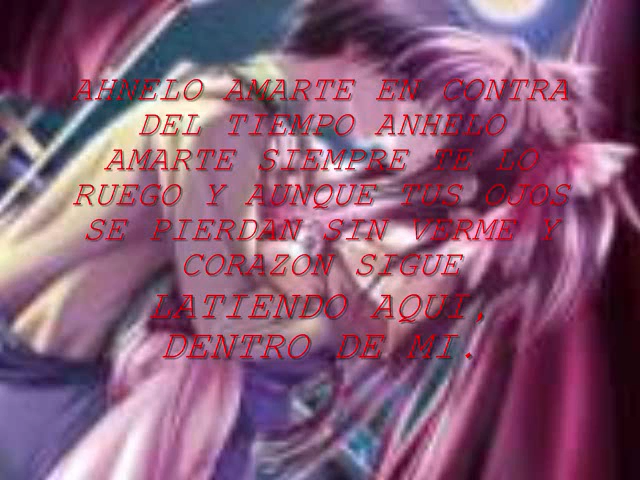 AHNELO AMARTE EN CONTRA
DEL TIEMPO ANHELO
AMARTE SIEMPRE TE LO
RUEGO Y AUNQUE TUS OJOS
SE PIERDAN SIN VERME Y
CORAZON SIGUE
LATIENDO AQUI,
DENTRO DE MI.